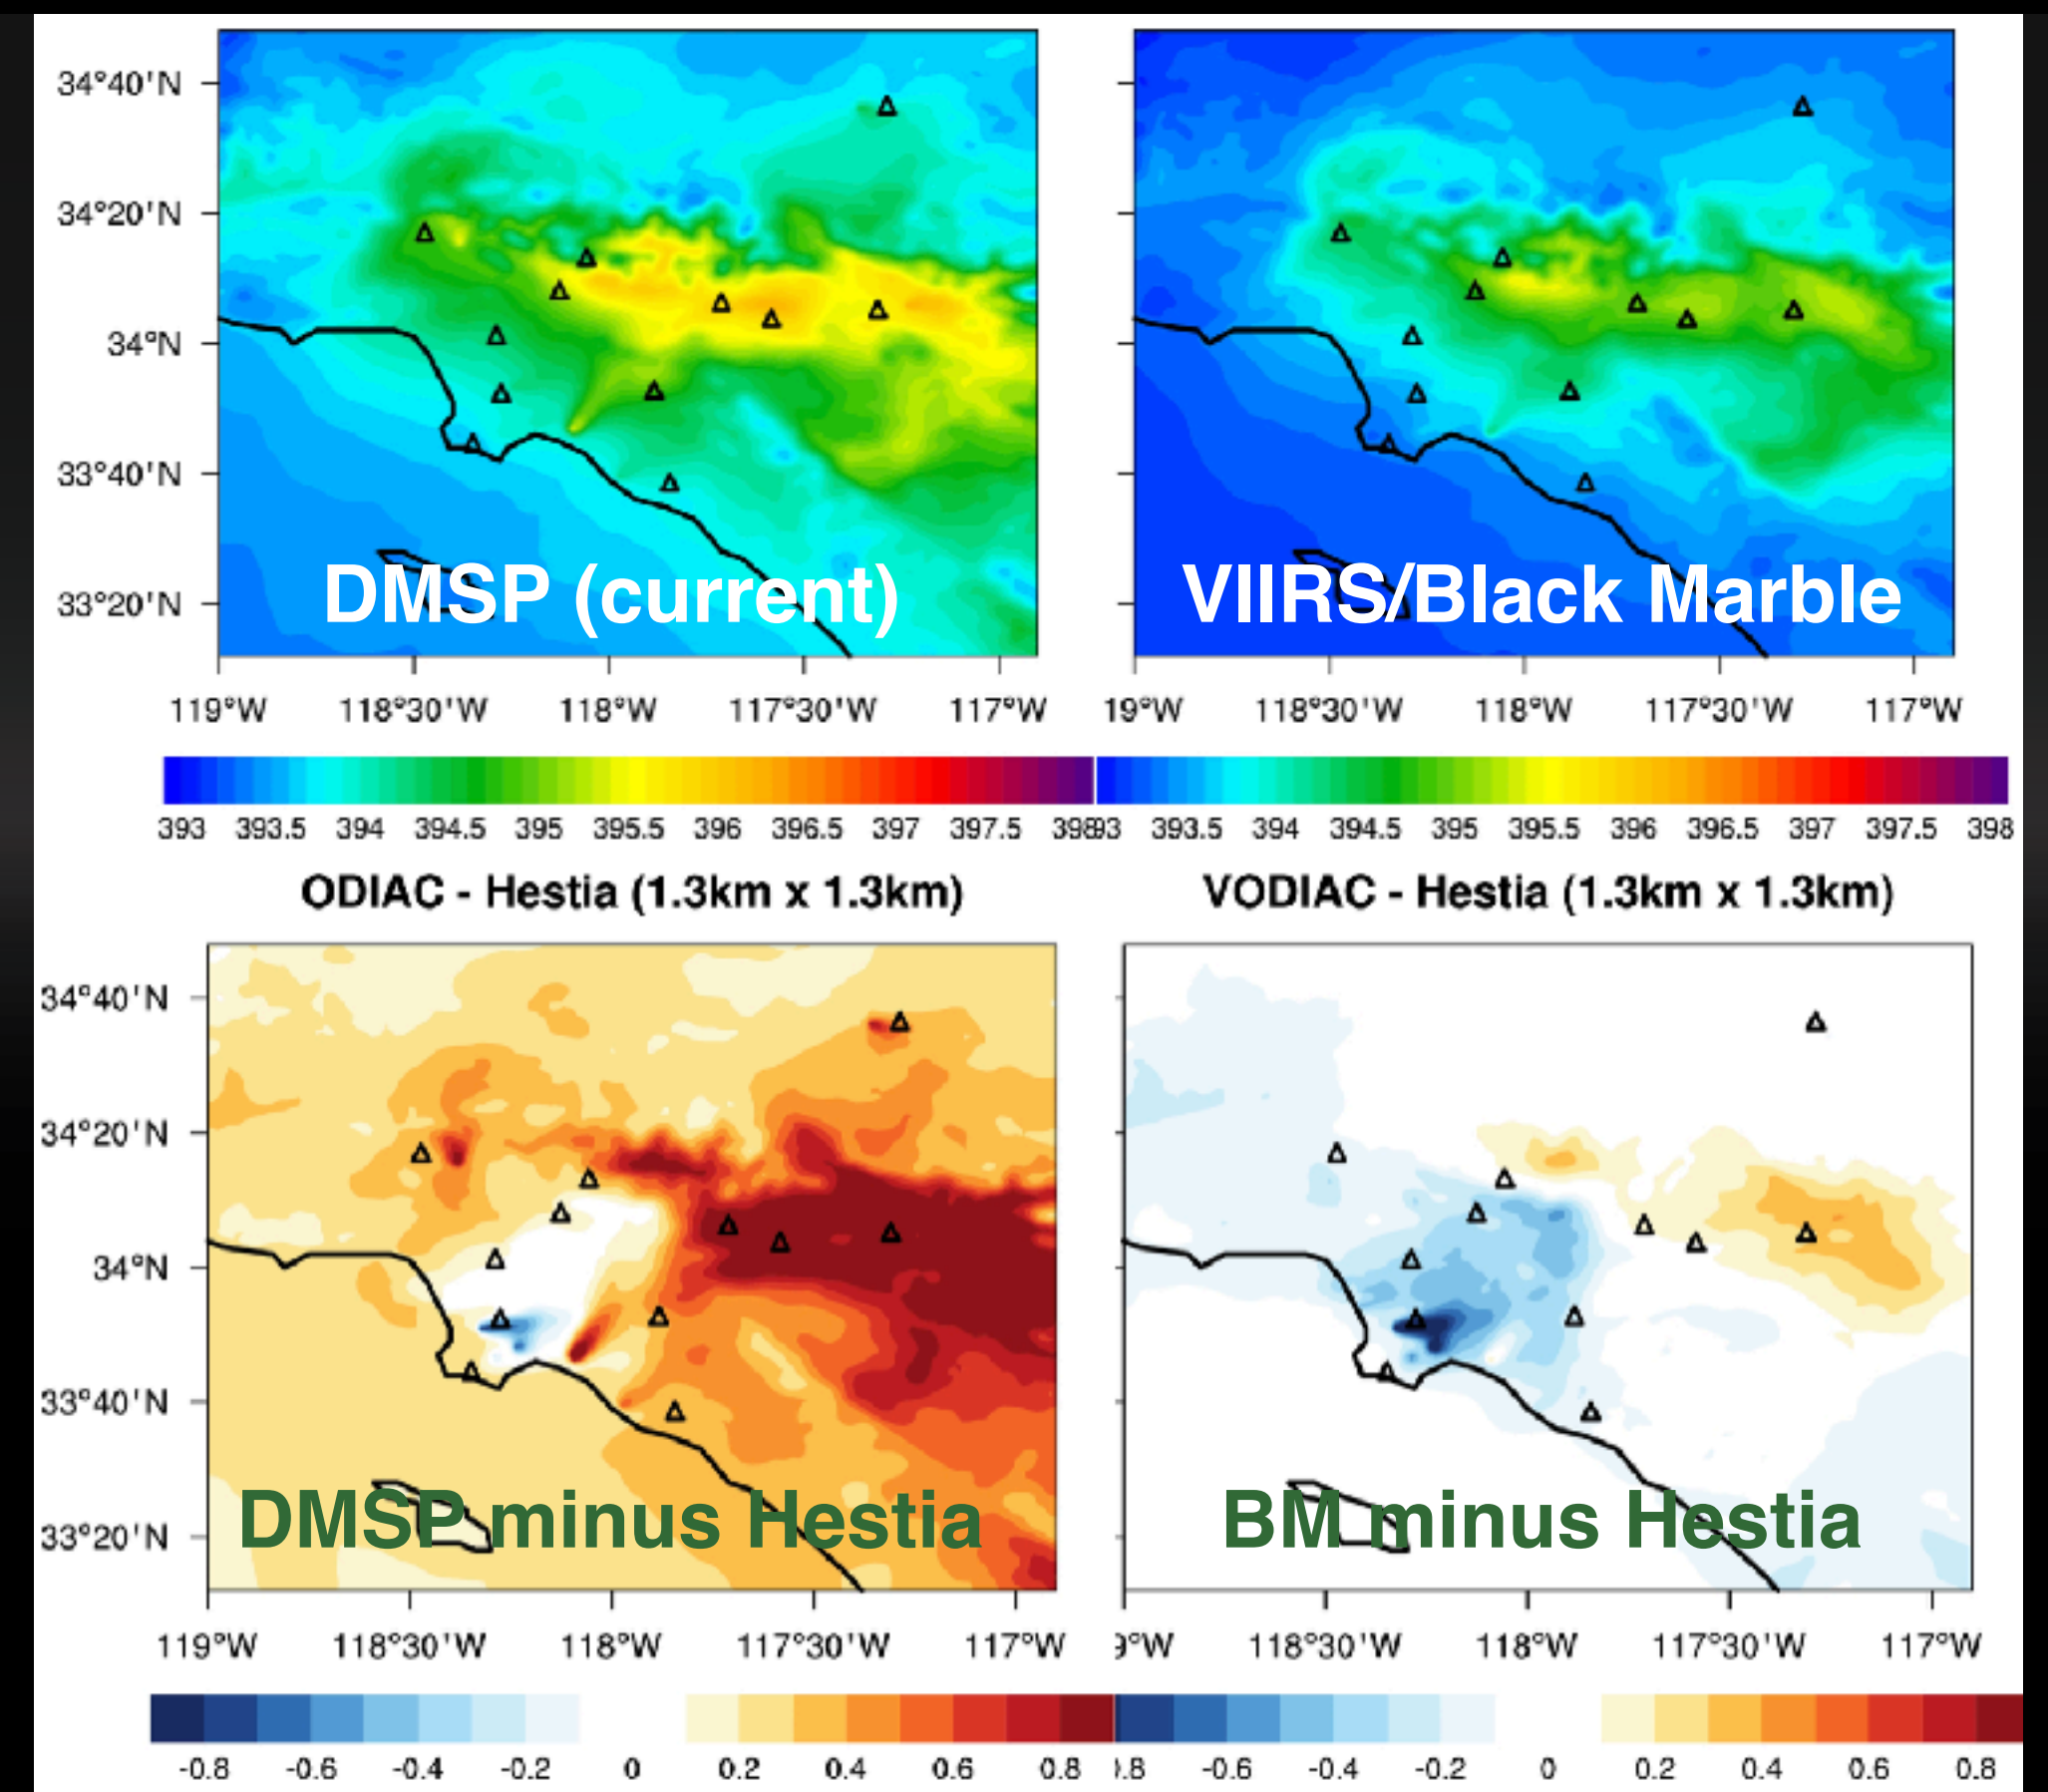 34°40'N
34°20'N
34°N
33°40'N
33°20'N
DMSP (current)
VIIRS/Black Marble
119°W 118°30'W 118°W 117°30'W 117°W
19°W 118°30'W 118°W 117°30'W 117°W
393 393.5 394 394.5 395 395.5 396 396.5 397 397.5 398
93 393.5 394 394.5 395 395.5 396 396.5 397 397.5 398
ODIAC - Hestia (1.3km x 1.3km)
VODIAC - Hestia (1.3km x 1.3km)
34°40'N
34°20'N
34°N
33°40'N
33°20'N
DMSP minus Hestia
BM minus Hestia
119°W 118°30'W 118°W 117°30'W 117°W
9°W 118°30'W 118°W 117°30'W 117°W
-0.8 -0.6 -0.4 -0.2 0 0.2 0.4 0.6 0.8
.8 -0.6 -0.4 -0.2 0 0.2 0.4 0.6 0.8